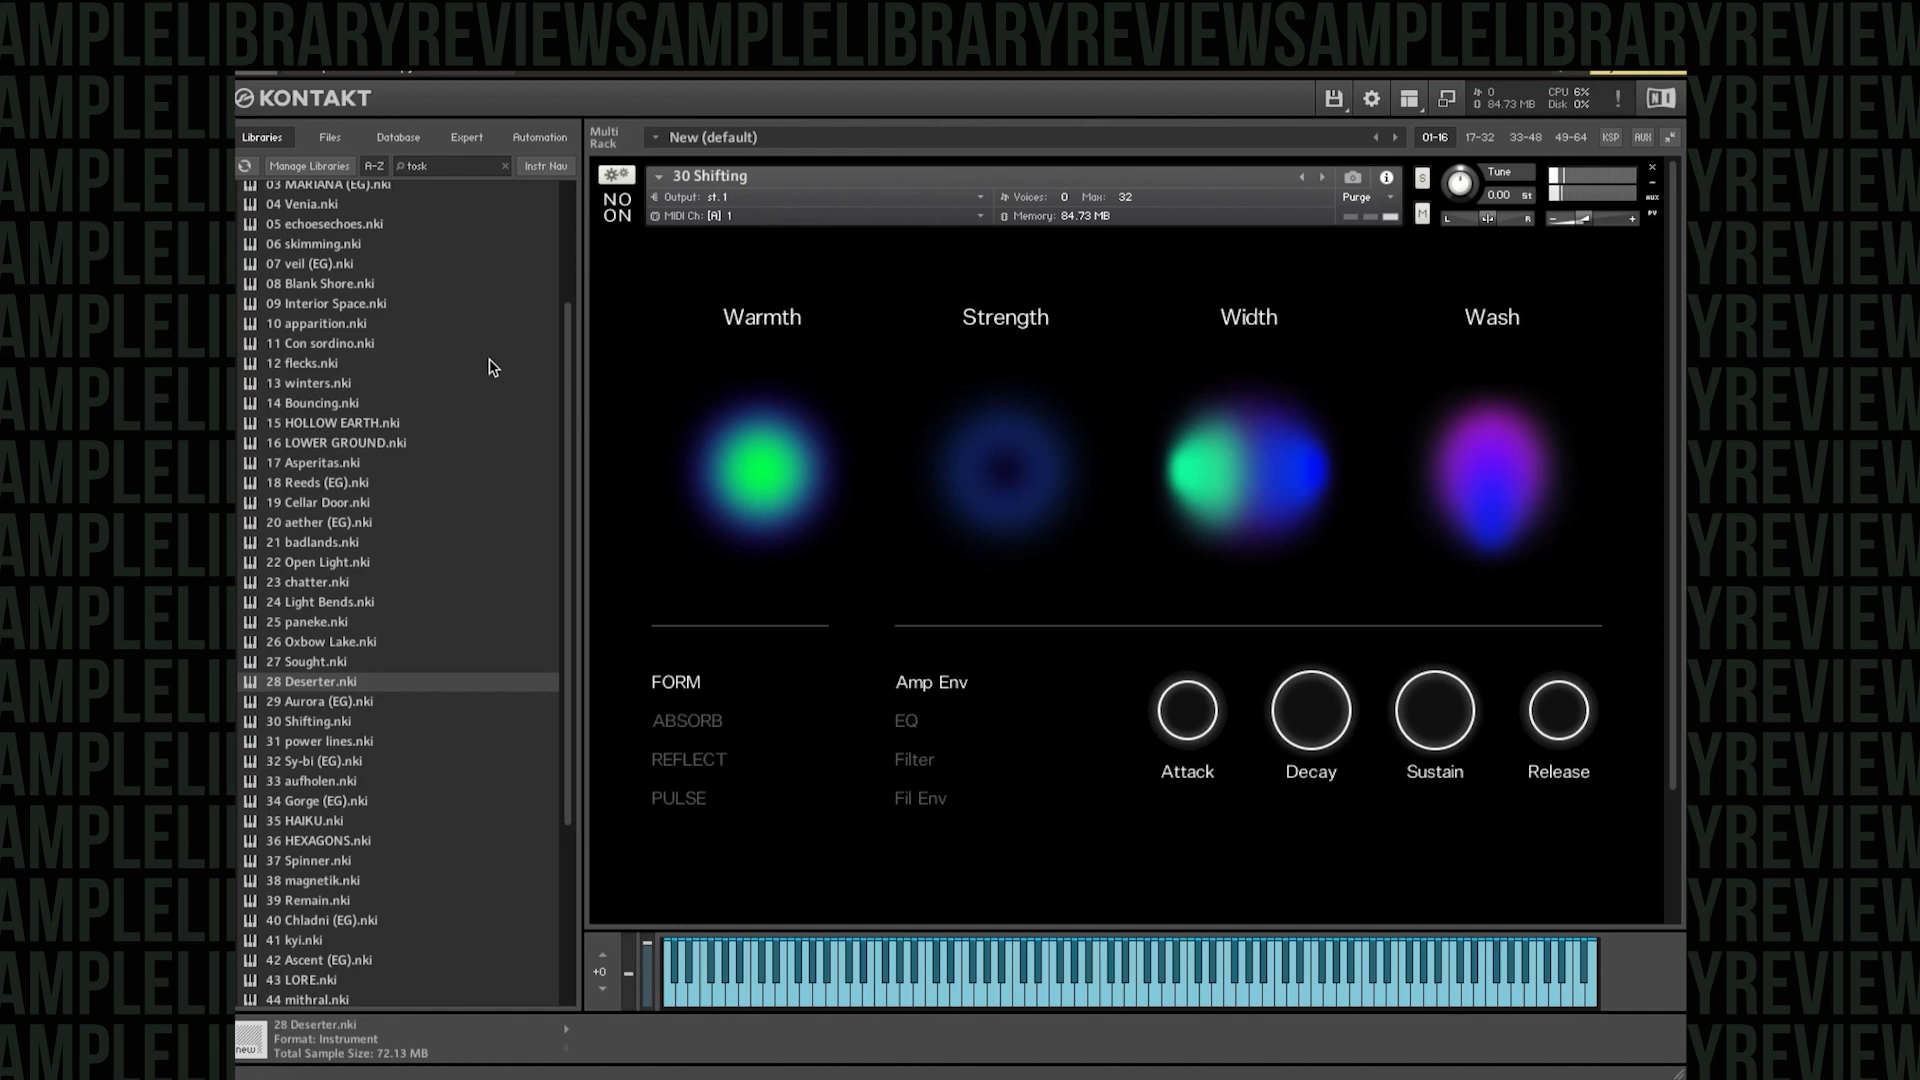 AMPLELIBRARYREVIEWSAMPLELIBRARYREVIEWSAMPLELIBRARYREVIEW
KONTAKT
0
84.73 MB
CPU 6%
Disk 0%
!
Libraries
Files
Database
Expert
Automation
Multi
Rack
New (default)
01-16
17-32
33-48
49-64
KSP
AUX
Manage Libraries
A-Z
tosk
×
Instr Nav
03 MARIANA (EG).nki
04 Venia.nki
05 echoesechoes.nki
06 skimming.nki
07 veil (EG).nki
08 Blank Shore.nki
09 Interior Space.nki
10 apparition.nki
11 Con sordino.nki
12 flecks.nki
13 winters.nki
14 Bouncing.nki
15 HOLLOW EARTH.nki
16 LOWER GROUND.nki
17 Asperitas.nki
18 Reeds (EG).nki
19 Cellar Door.nki
20 aether (EG).nki
21 badlands.nki
22 Open Light.nki
23 chatter.nki
24 Light Bends.nki
25 paneke.nki
26 Oxbow Lake.nki
27 Sought.nki
28 Deserter.nki
29 Aurora (EG).nki
30 Shifting.nki
31 power lines.nki
32 Sy-bi (EG).nki
33 aufholen.nki
34 Gorge (EG).nki
35 HAIKU.nki
36 HEXAGONS.nki
37 Spinner.nki
38 magnetik.nki
39 Remain.nki
40 Chladni (EG).nki
41 kyi.nki
42 Ascent (EG).nki
43 LORE.nki
44 mithral.nki
NO
ON
30 Shifting
Output: st.1
Voices: 0 Max: 32
Purge
MIDI Ch: [A] 1
Memory: 84.73 MB
S
M
Tune
0.00 st
L
R
AUX
PV
Warmth
Strength
Width
Wash
FORM
ABSORB
REFLECT
PULSE
Amp Env
EQ
Filter
Fil Env
Attack
Decay
Sustain
Release
+0
new
28 Deserter.nki
Format: Instrument
Total Sample Size: 72.13 MB